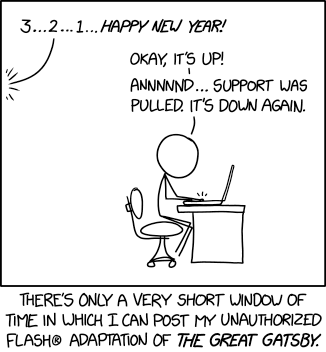 3...2...1... HAPPY NEW YEAR!
OKAY, IT'S UP!
ANNNNND... SUPPORT WAS
PULLED. IT'S DOWN AGAIN.
THERE'S ONLY A VERY SHORT WINDOW OF
TIME IN WHICH I CAN POST MY UNAUTHORIZED
FLASH® ADAPTATION OF THE GREAT GATSBY.